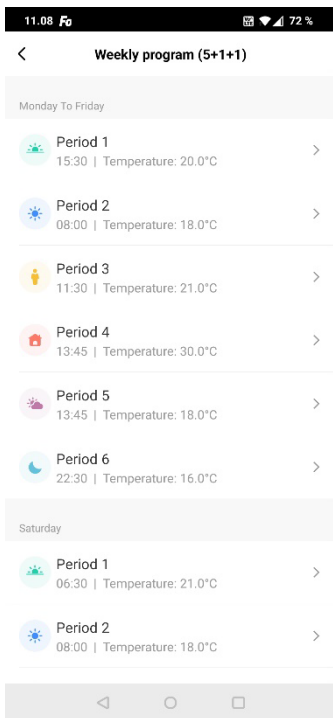 11.08 Fo 72 %
Weekly program (5+1+1)
Monday To Friday
Period 1
15:30 | Temperature: 20.0°C
Period 2
08:00 | Temperature: 18.0°C
Period 3
11:30 | Temperature: 21.0°C
Period 4
13:45 | Temperature: 30.0°C
Period 5
13:45 | Temperature: 18.0°C
Period 6
22:30 | Temperature: 16.0°C
Saturday
Period 1
06:30 | Temperature: 21.0°C
Period 2
08:00 | Temperature: 18.0°C